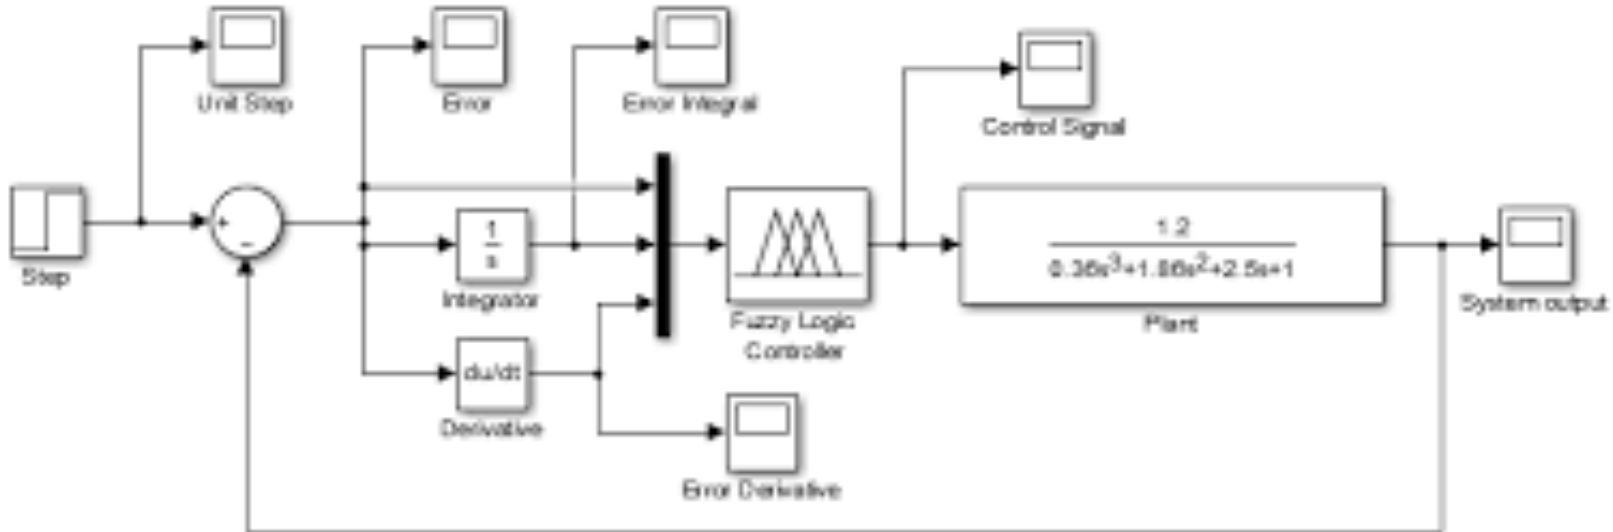 Unit Step
Error
Error Integral
Control Signal
Step
+
−
1
s
Integrator
du/dt
Derivative
Fuzzy Logic
Controller
1.2
0.36s³+1.86s²+2.5s+1
Plant
System output
Error Derivative